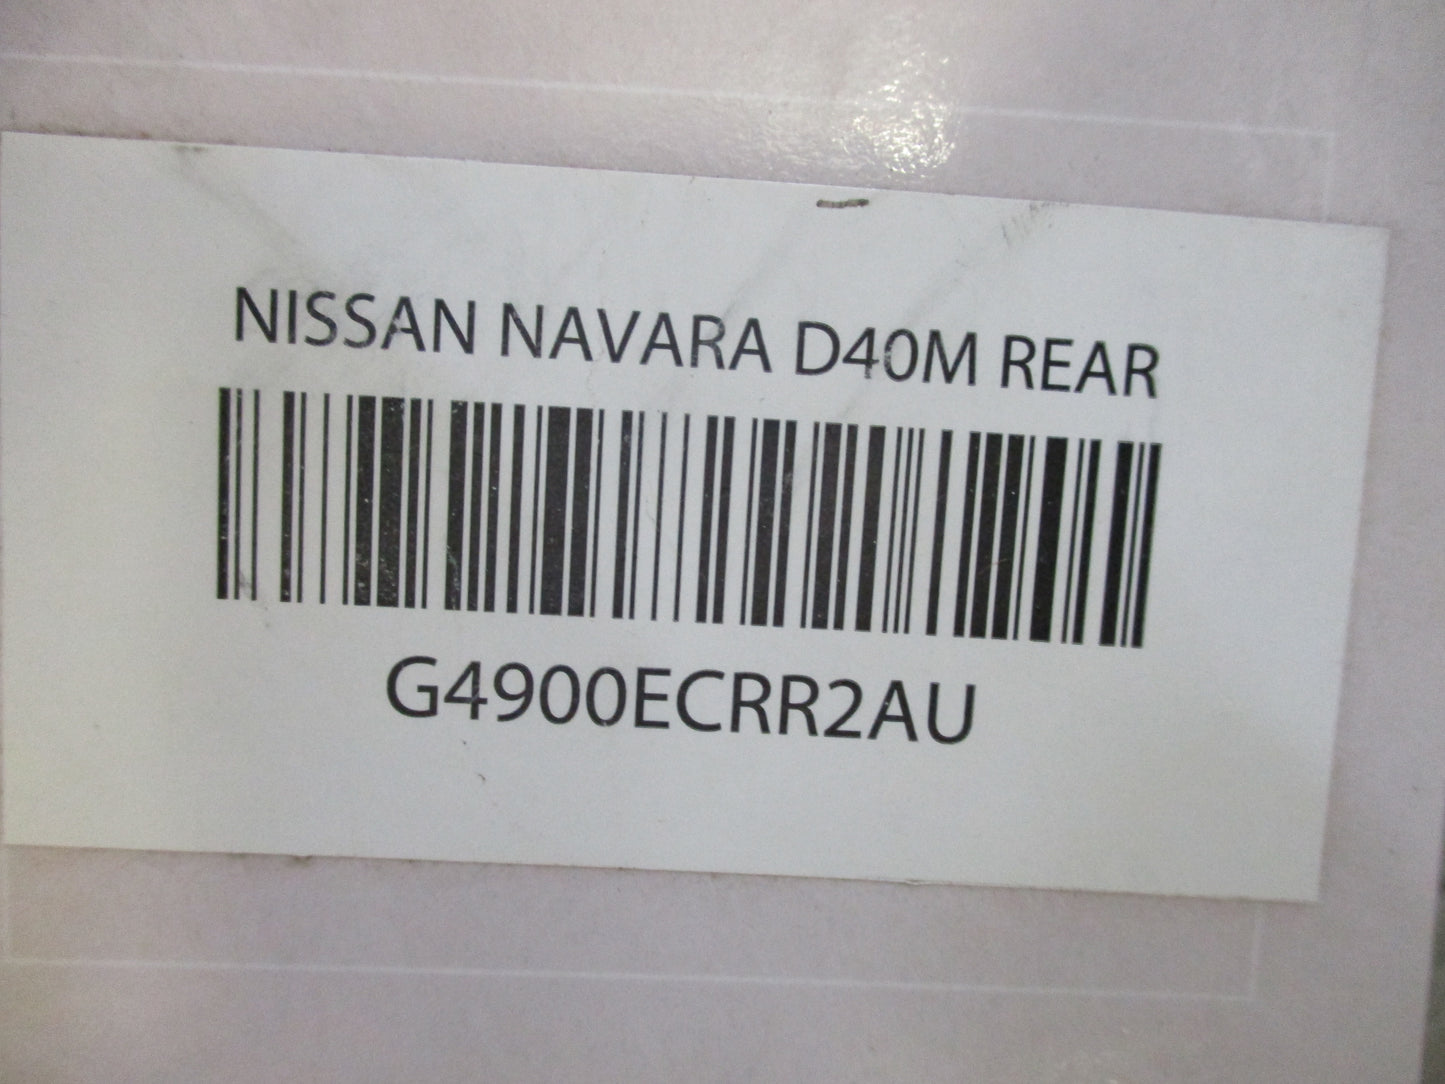 NISSAN NAVARA D40M REAR
G4900ECRR2AU